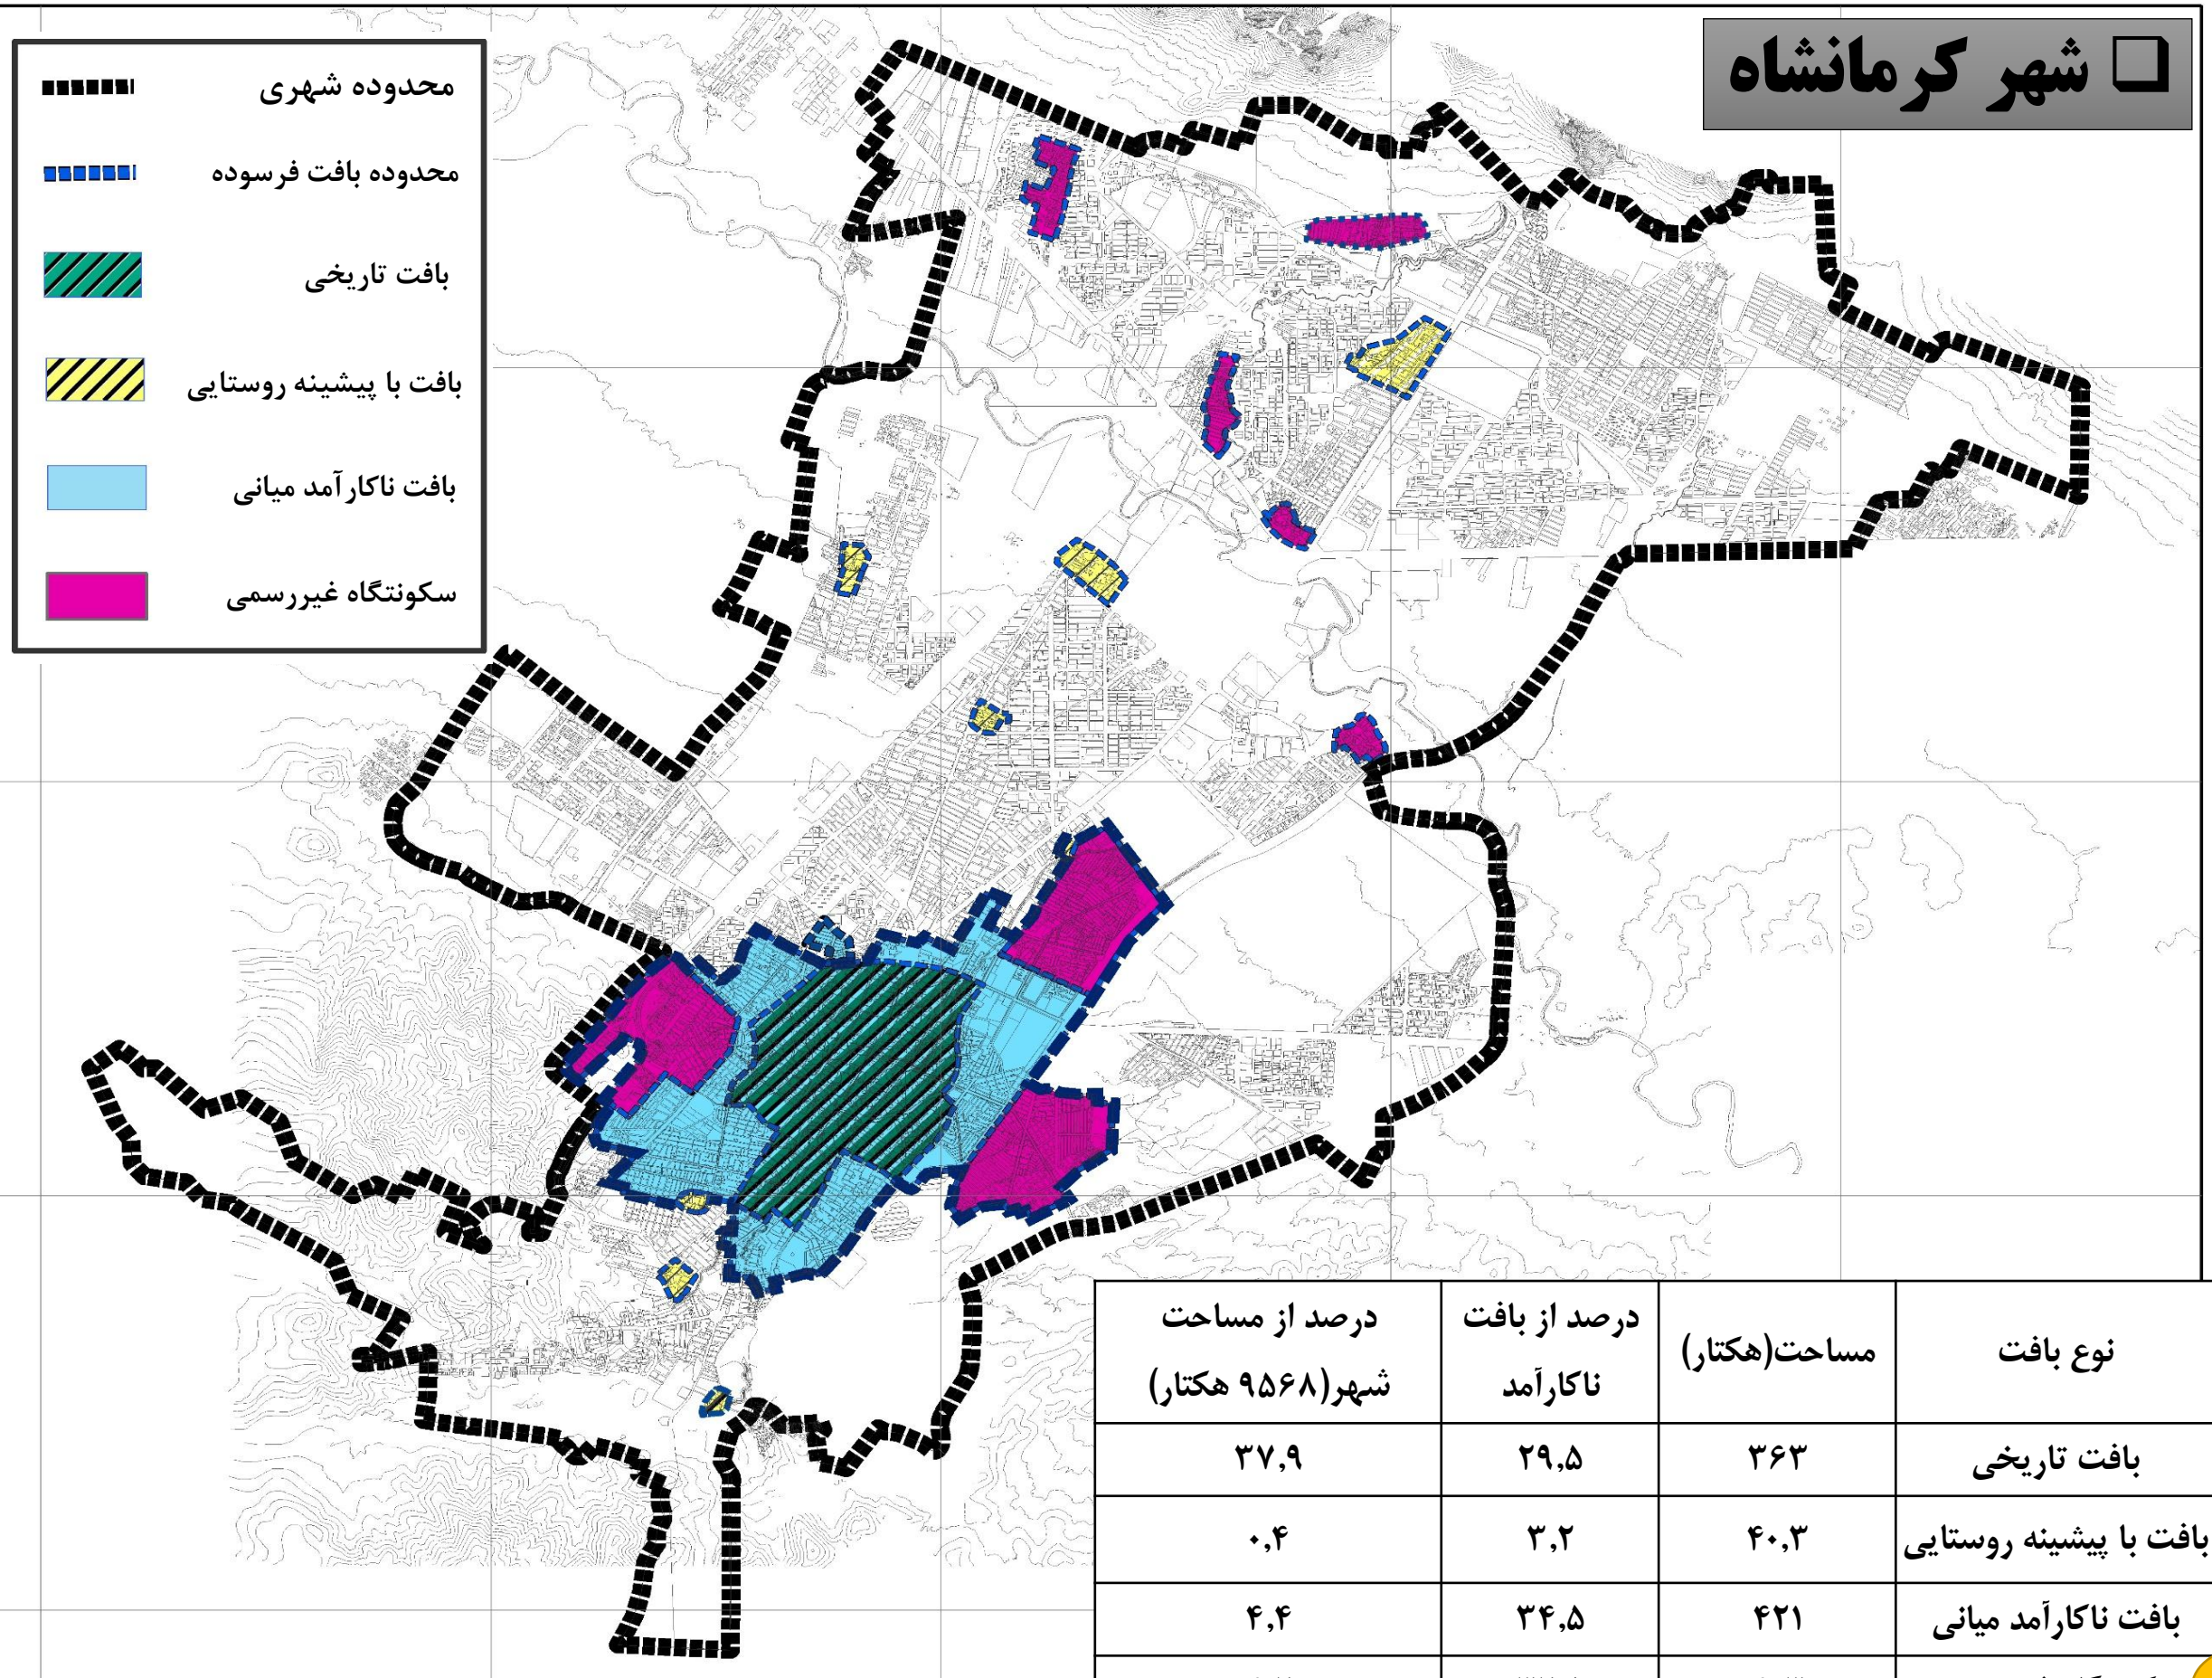 شهر کرمانشاه
محدوده شهری
محدوده بافت فرسوده
بافت تاریخی
بافت با پیشینه روستایی
بافت ناکارآمد میانی
سکونتگاه غیررسمی
نوع بافت مساحت(هکتار) درصد از بافت ناکارآمد درصد از مساحت شهر(۹۵۶۸ هکتار)
بافت تاریخی ۳۶۳ ۲۹,۵ ۳۷,۹
بافت با پیشینه روستایی ۴۰,۳ ۳,۲ ۰,۴
بافت ناکارآمد میانی ۴۲۱ ۳۴,۵ ۴,۴